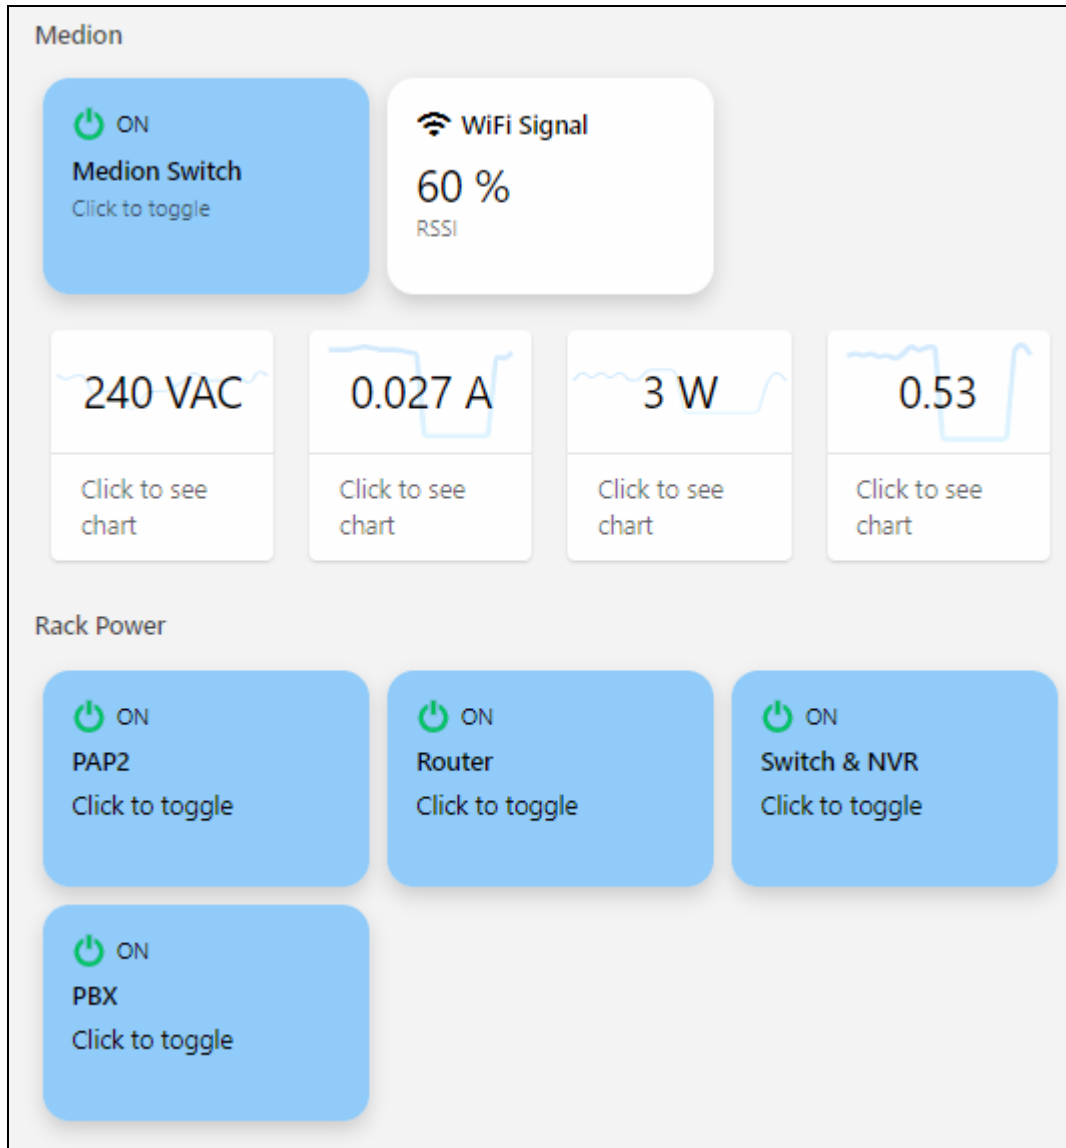 Medion
ON
Medion Switch
Click to toggle
WiFi Signal
60 %
RSSI
240 VAC
Click to see
chart
0.027 A
Click to see
chart
3 W
Click to see
chart
0.53
Click to see
chart
Rack Power
ON
PAP2
Click to toggle
ON
Router
Click to toggle
ON
Switch & NVR
Click to toggle
ON
PBX
Click to toggle